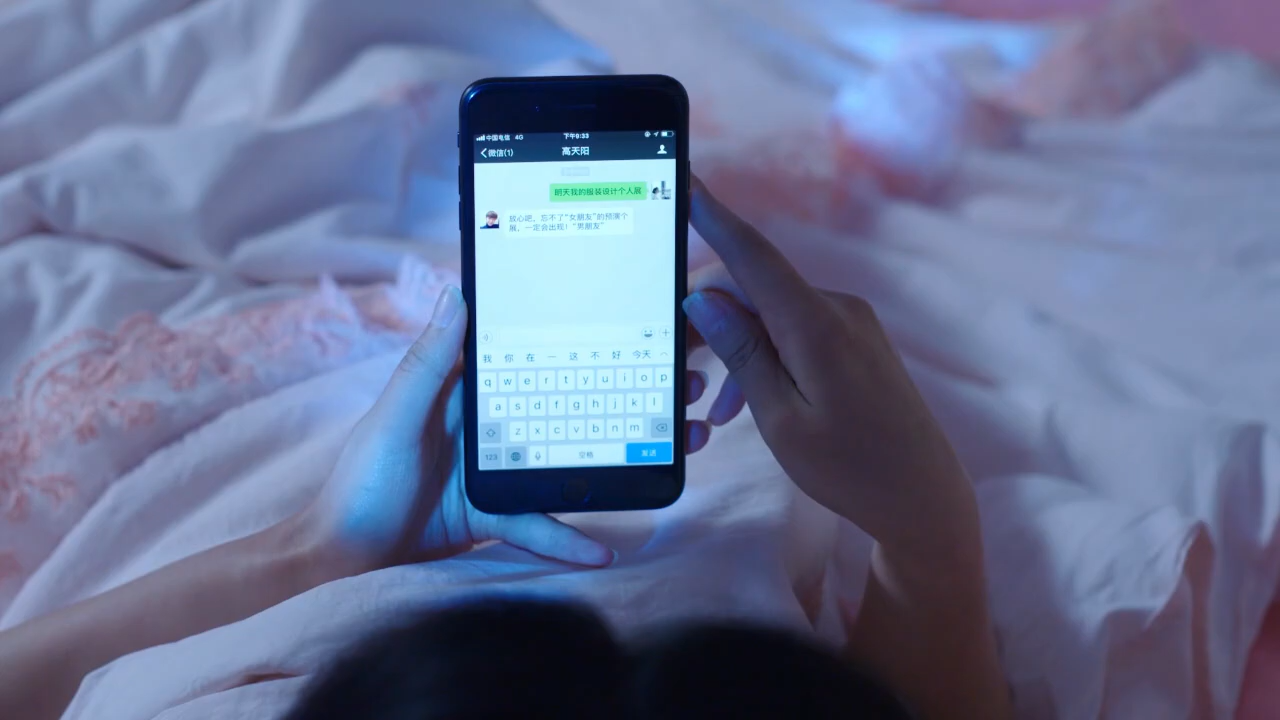 中国电信 4G 下午9:33
微信(1) 高天阳
明天我的服装设计个人展
放心吧，忘不了“女朋友”的预演个
展，一定会出现！“男朋友”
我 你 在 一 这 不 好 今天
q w e r t y u i o p
a s d f g h j k l
z x c v b n m
123 空格 发送